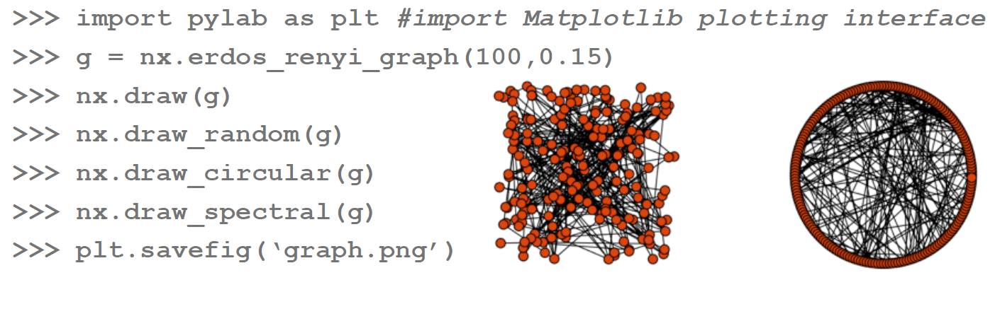 >>> import pylab as plt #import Matplotlib plotting interface
>>> g = nx.erdos_renyi_graph(100,0.15)
>>> nx.draw(g)
>>> nx.draw_random(g)
>>> nx.draw_circular(g)
>>> nx.draw_spectral(g)
>>> plt.savefig(‘graph.png’)